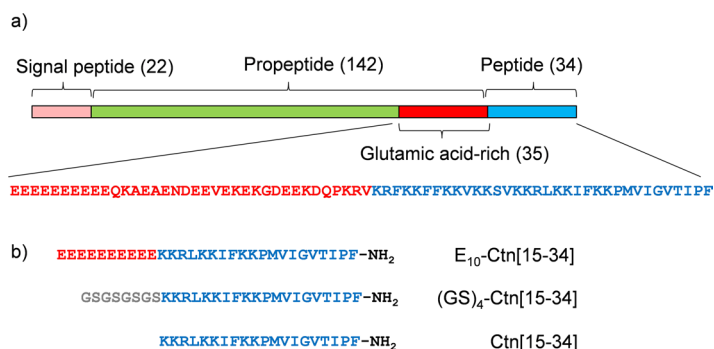 a)
Signal peptide (22) Propeptide (142) Peptide (34)
Glutamic acid-rich (35)
EEEEEEEEEEQKAEAENDEEVEKEKGDEEKDQPKRVKRFKKFFKKVKKSVKKRLKKIFKKPMVIGVTIPF
b) EEEEEEEEEEKKRLKKIFKKPMVIGVTIPF-NH₂ E₁₀-Ctn[15-34]
GSGSGSGSKKRLKKIFKKPMVIGVTIPF-NH₂ (GS)₄-Ctn[15-34]
KKRLKKIFKKPMVIGVTIPF-NH₂ Ctn[15-34]